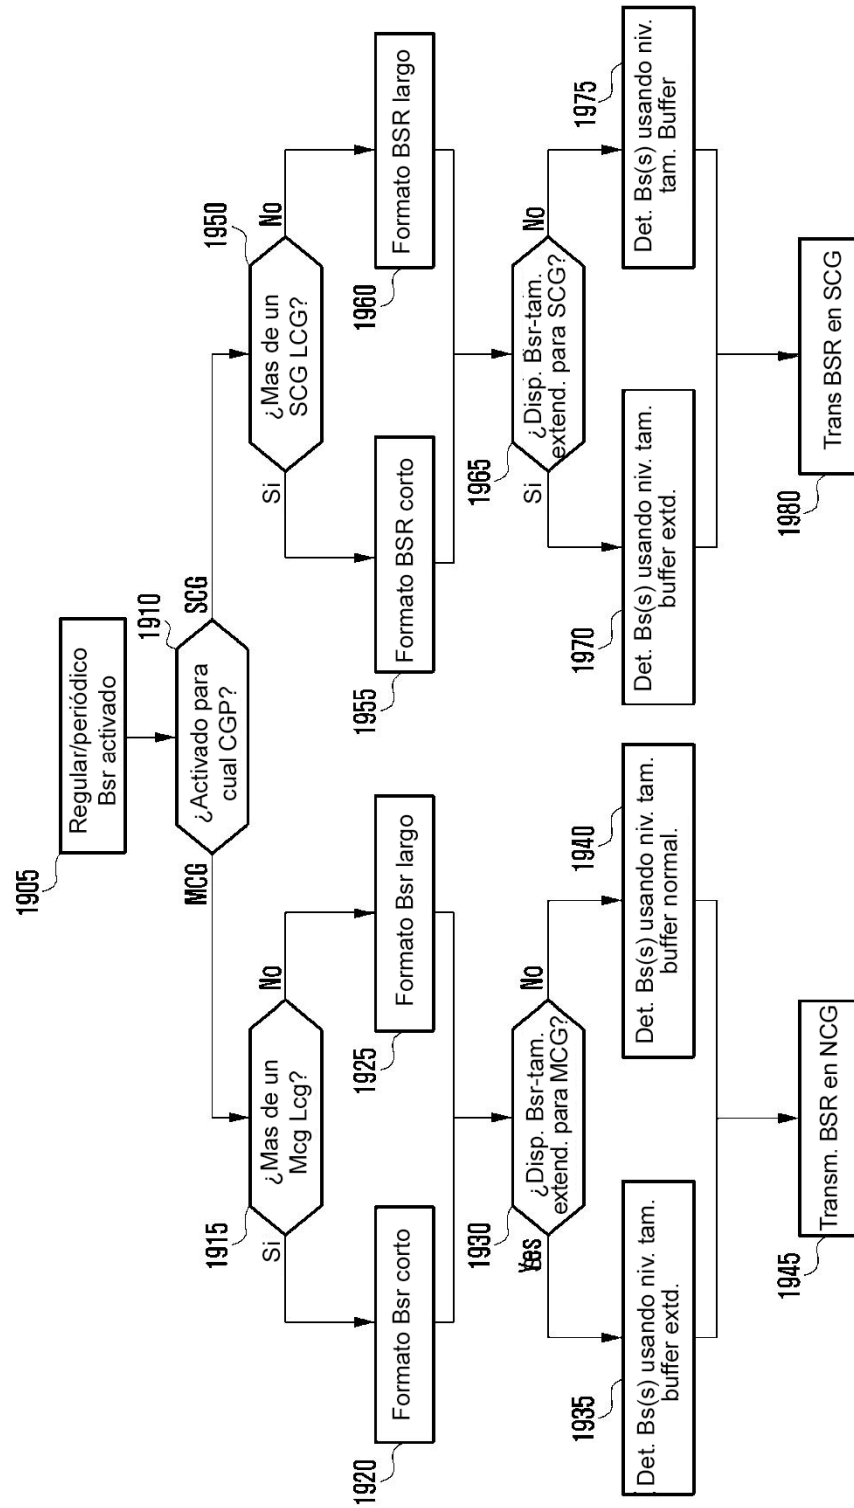 1905
Regular/periódico
Bsr activado
1910
¿Activado para
cual CGP?
MCG
SCG
1915
¿Mas de un
Mcg Lcg?
Si
No
1920
Formato Bsr corto
1925
Formato Bsr largo
1930
¿Disp. Bsr-tam.
extend. para MCG?
Yes
No
1935
Det. Bs(s) usando niv. tam.
buffer extd.
1940
Det. Bs(s) usando niv. tam.
buffer normal.
1945
Transm. BSR en NCG
1950
¿Mas de un
SCG LCG?
Si
No
1955
Formato BSR corto
1960
Formato BSR largo
1965
¿Disp. Bsr-tam.
extend. para SCG?
Si
No
1970
Det. Bs(s) usando niv. tam.
buffer extd.
1975
Det. Bs(s) usando niv.
tam. Buffer
1980
Trans BSR en SCG